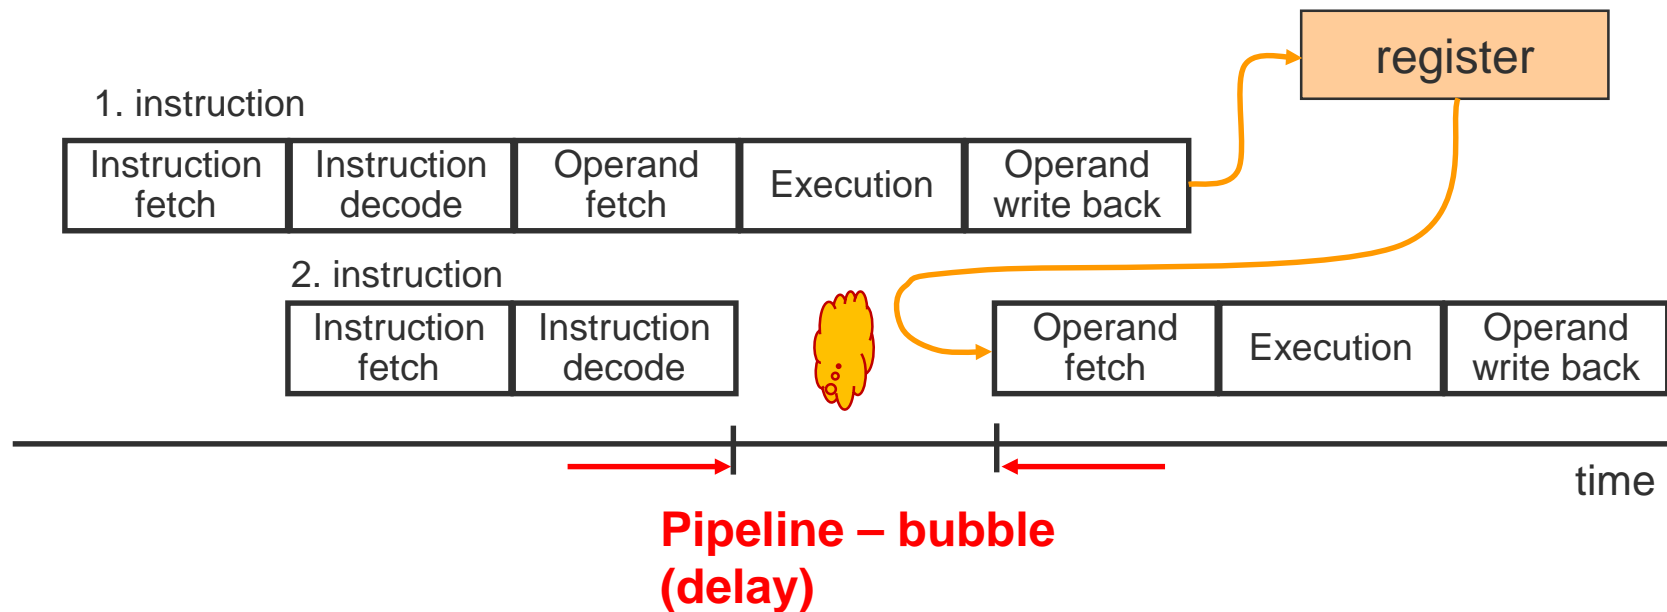 register
1. instruction
Instruction
fetch
Instruction
decode
Operand
fetch
Execution
Operand
write back
2. instruction
Instruction
fetch
Instruction
decode
Operand
fetch
Execution
Operand
write back
time
Pipeline – bubble
(delay)